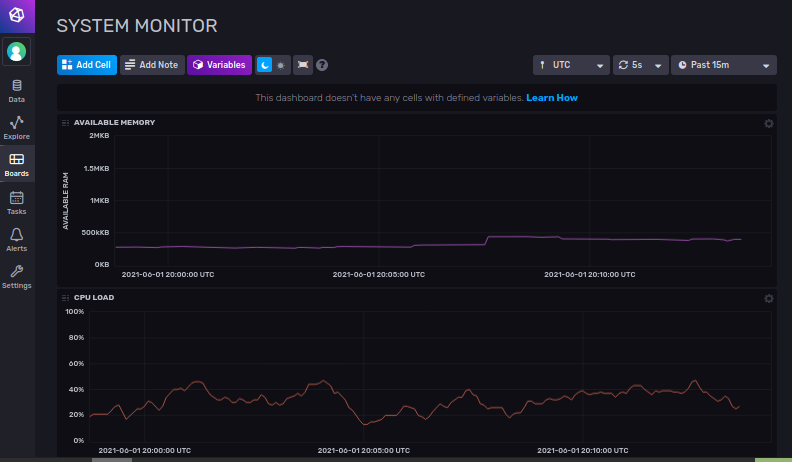 SYSTEM MONITOR
Add Cell Add Note Variables ? UTC 5s Past 15m
This dashboard doesn't have any cells with defined variables. Learn How
Data
Explore
Boards
Tasks
Alerts
Settings
AVAILABLE MEMORY
AVAILABLE RAM
2MKB
1.5MKB
1MKB
500kKB
0KB
2021-06-01 20:00:00 UTC 2021-06-01 20:05:00 UTC 2021-06-01 20:10:00 UTC
CPU LOAD
100%
80%
60%
40%
20%
0%
2021-06-01 20:00:00 UTC 2021-06-01 20:05:00 UTC 2021-06-01 20:10:00 UTC